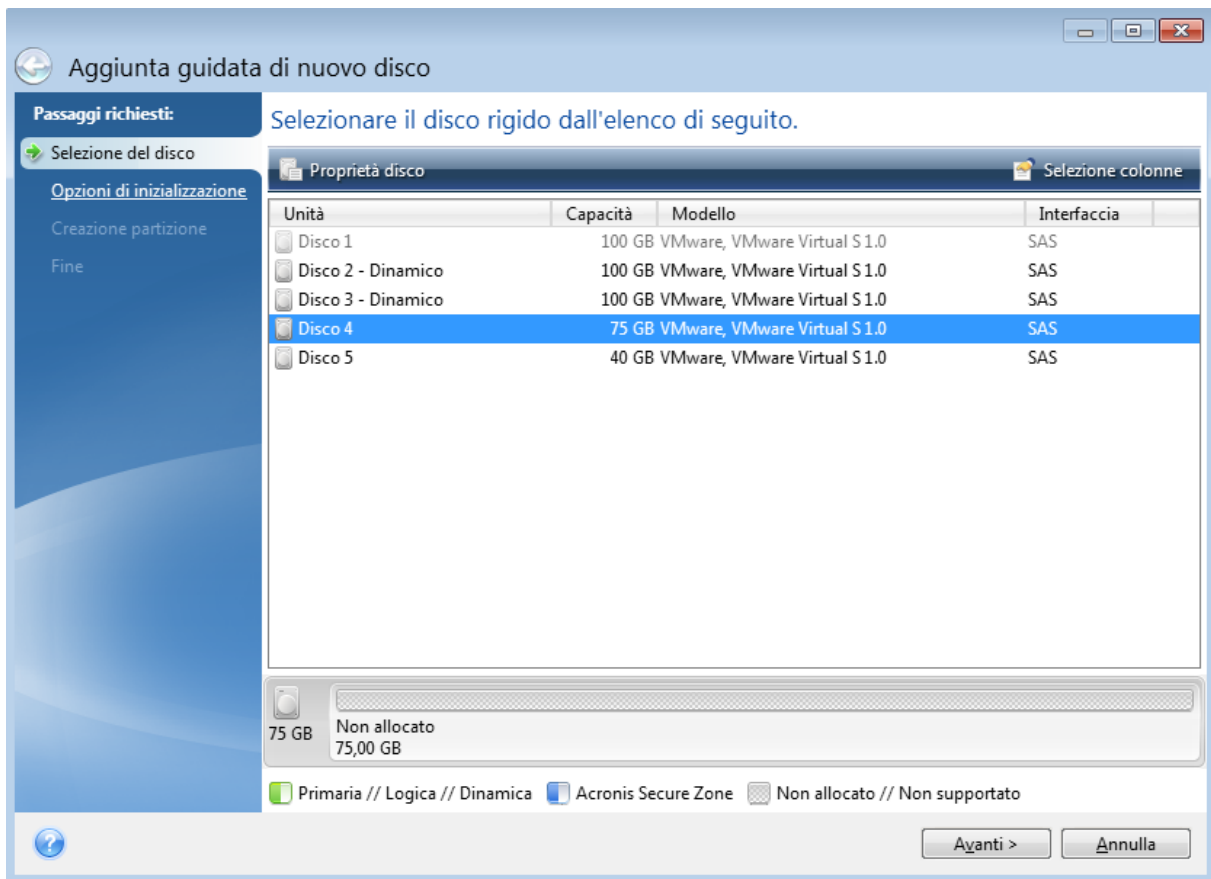 Aggiunta guidata di nuovo disco
Passaggi richiesti:
Selezione del disco
Opzioni di inizializzazione
Creazione partizione
Fine
Selezionare il disco rigido dall'elenco di seguito.
Proprietà disco Selezione colonne
Unità Capacità Modello Interfaccia
Disco 1 100 GB VMware, VMware Virtual S 1.0 SAS
Disco 2 - Dinamico 100 GB VMware, VMware Virtual S 1.0 SAS
Disco 3 - Dinamico 100 GB VMware, VMware Virtual S 1.0 SAS
Disco 4 75 GB VMware, VMware Virtual S 1.0 SAS
Disco 5 40 GB VMware, VMware Virtual S 1.0 SAS
75 GB
Non allocato
75,00 GB
Primaria // Logica // Dinamica Acronis Secure Zone Non allocato // Non supportato
Avanti > Annulla